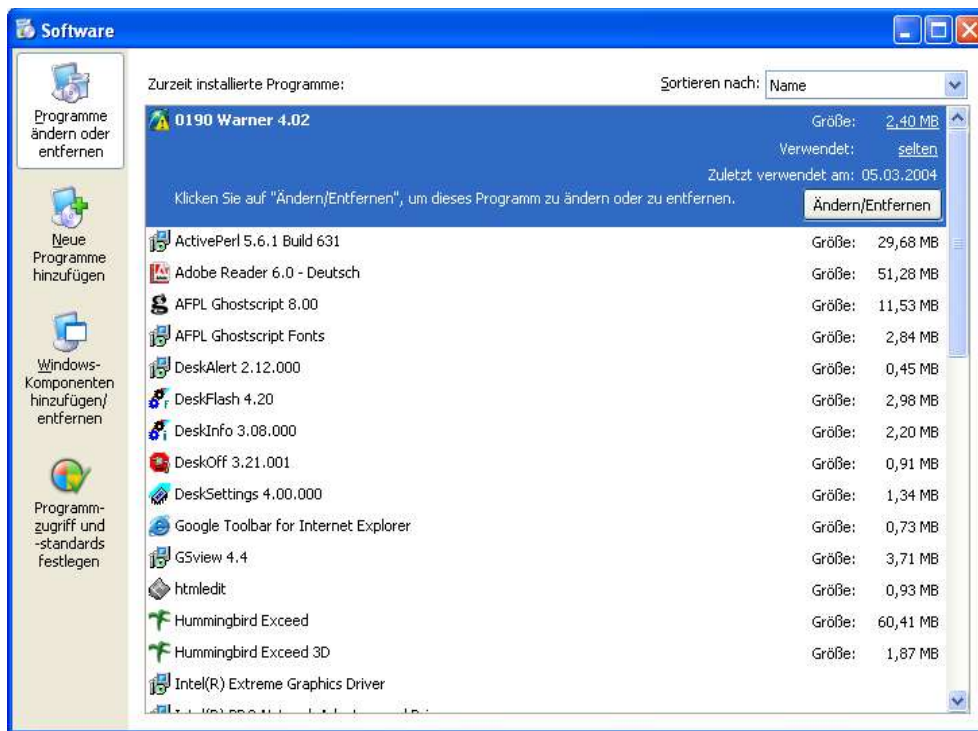 Software
Programme
ändern oder
entfernen
Neue
Programme
hinzufügen
Windows-
Komponenten
hinzufügen/
entfernen
Programm-
zugriff und
-standards
festlegen
Zurzeit installierte Programme:
Sortieren nach: Name
0190 Warner 4.02 Größe: 2,40 MB
Verwendet: selten
Zuletzt verwendet am: 05.03.2004
Klicken Sie auf "Ändern/Entfernen", um dieses Programm zu ändern oder zu entfernen. Ändern/Entfernen
ActivePerl 5.6.1 Build 631 Größe: 29,68 MB
Adobe Reader 6.0 - Deutsch Größe: 51,28 MB
AFPL Ghostscript 8.00 Größe: 11,53 MB
AFPL Ghostscript Fonts Größe: 2,84 MB
DeskAlert 2.12.000 Größe: 0,45 MB
DeskFlash 4.20 Größe: 2,98 MB
DeskInfo 3.08.000 Größe: 2,20 MB
DeskOff 3.21.001 Größe: 0,91 MB
DeskSettings 4.00.000 Größe: 1,34 MB
Google Toolbar for Internet Explorer Größe: 0,73 MB
GSview 4.4 Größe: 3,71 MB
htmledit Größe: 0,93 MB
Hummingbird Exceed Größe: 60,41 MB
Hummingbird Exceed 3D Größe: 1,87 MB
Intel(R) Extreme Graphics Driver